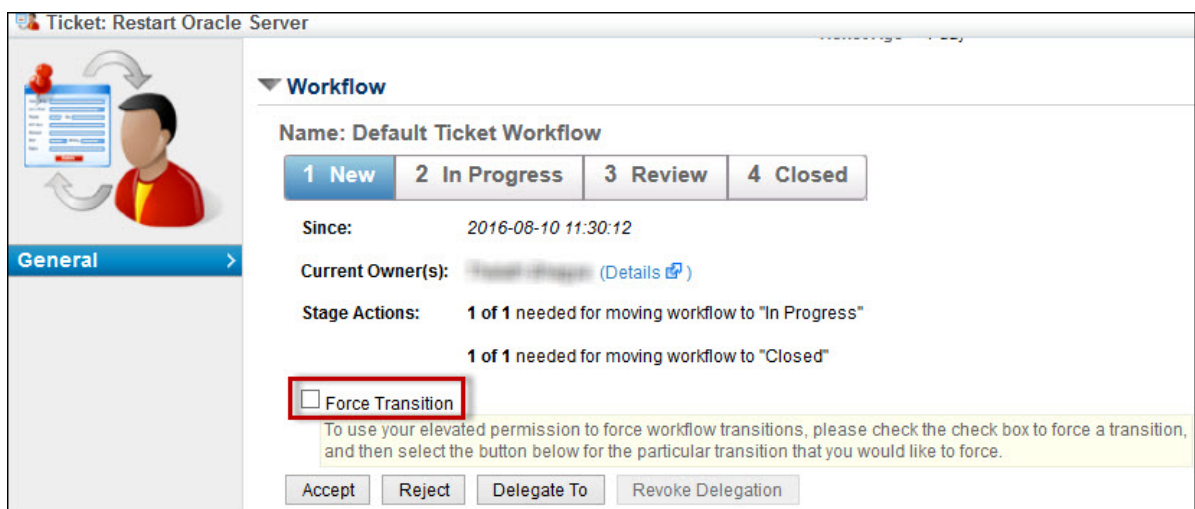 Ticket: Restart Oracle Server
Workflow
Name: Default Ticket Workflow
1 New 2 In Progress 3 Review 4 Closed
Since: 2016-08-10 11:30:12
General
Current Owner(s): (Details )
Stage Actions: 1 of 1 needed for moving workflow to "In Progress"
1 of 1 needed for moving workflow to "Closed"
Force Transition
To use your elevated permission to force workflow transitions, please check the check box to force a transition,
and then select the button below for the particular transition that you would like to force.
Accept Reject Delegate To Revoke Delegation